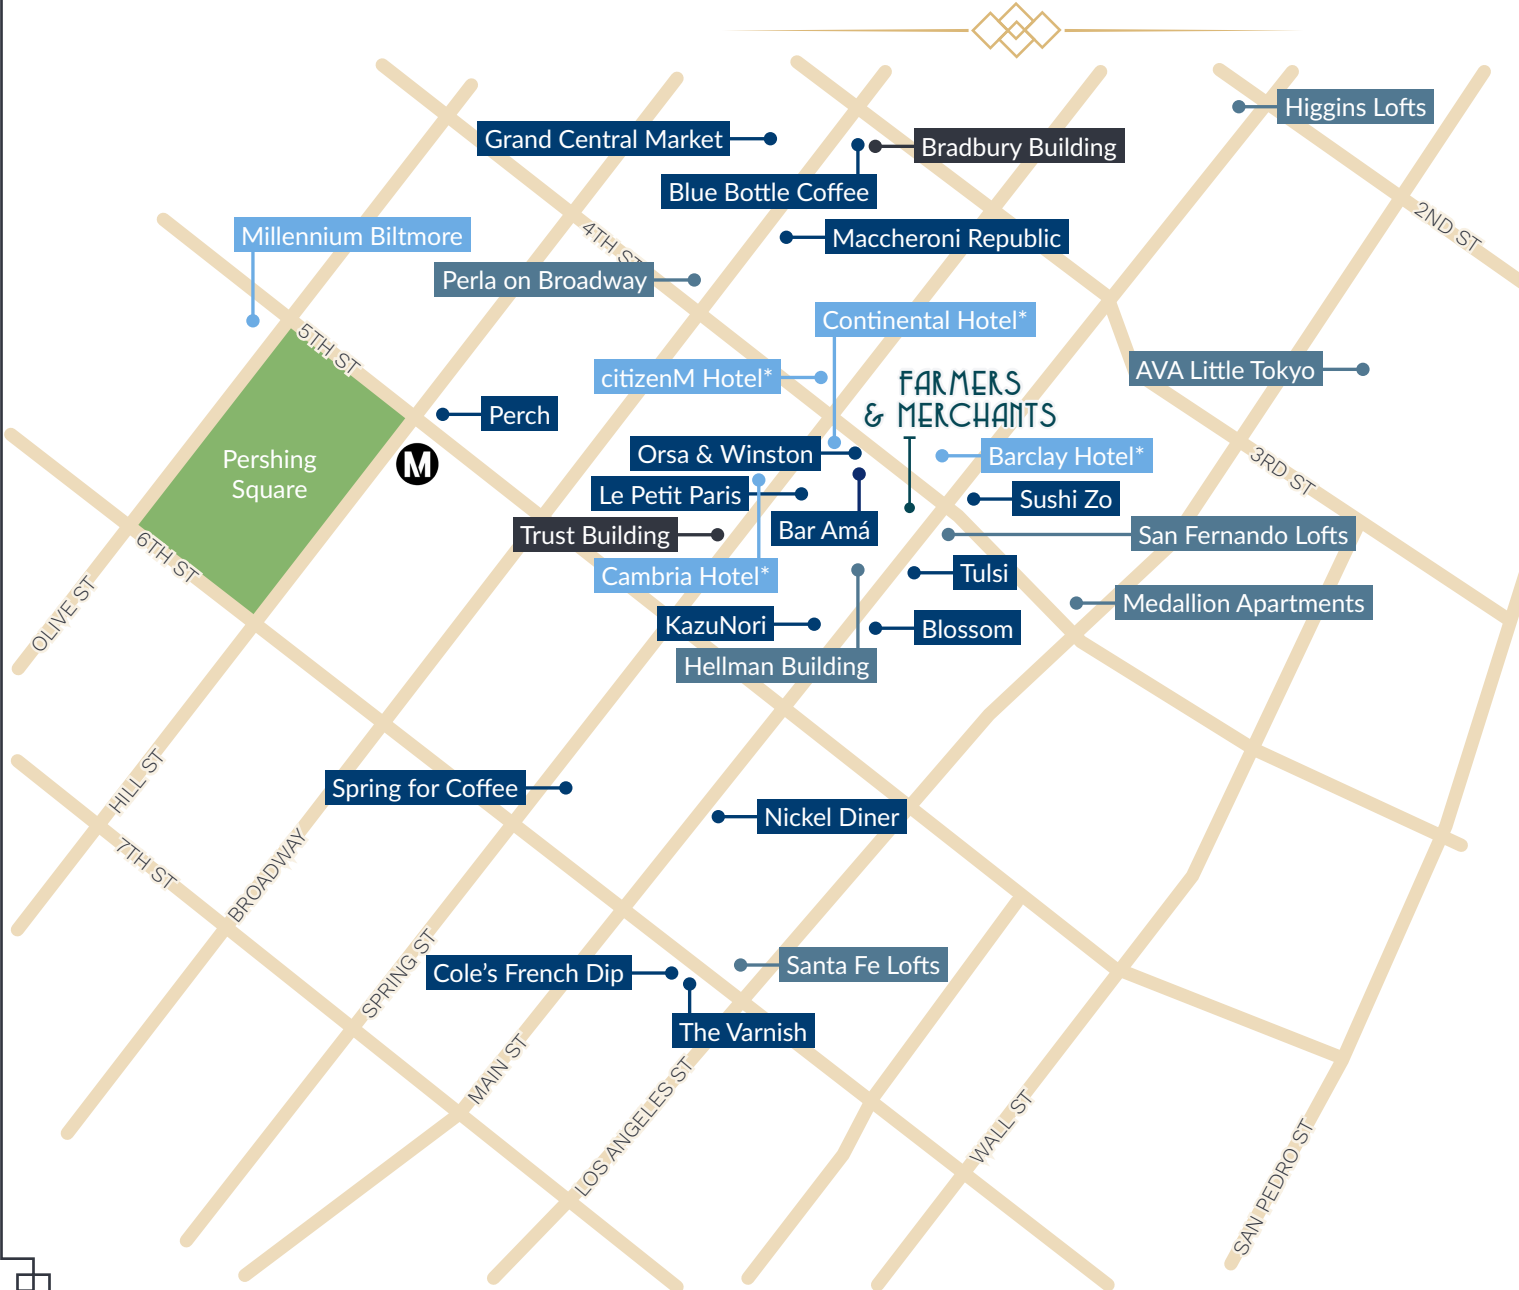 Higgins Lofts
Grand Central Market
Bradbury Building
Blue Bottle Coffee
2ND ST
Millennium Biltmore
4TH ST
Maccheroni Republic
Perla on Broadway
Continental Hotel*
5TH ST
citizenM Hotel*
FARMERS
& MERCHANTS
AVA Little Tokyo
Perch
Orsa & Winston
Barclay Hotel*
M
Pershing
Square
3RD ST
Le Petit Paris
Sushi Zo
Trust Building
Bar Amá
San Fernando Lofts
6TH ST
Cambria Hotel*
Tulsi
OLIVE ST
Medallion Apartments
KazuNori
Blossom
Hellman Building
HILL ST
Spring for Coffee
Nickel Diner
7TH ST
BROADWAY
SPRING ST
Cole’s French Dip
Santa Fe Lofts
The Varnish
MAIN ST
LOS ANGELES ST
WALL ST
SAN PEDRO ST